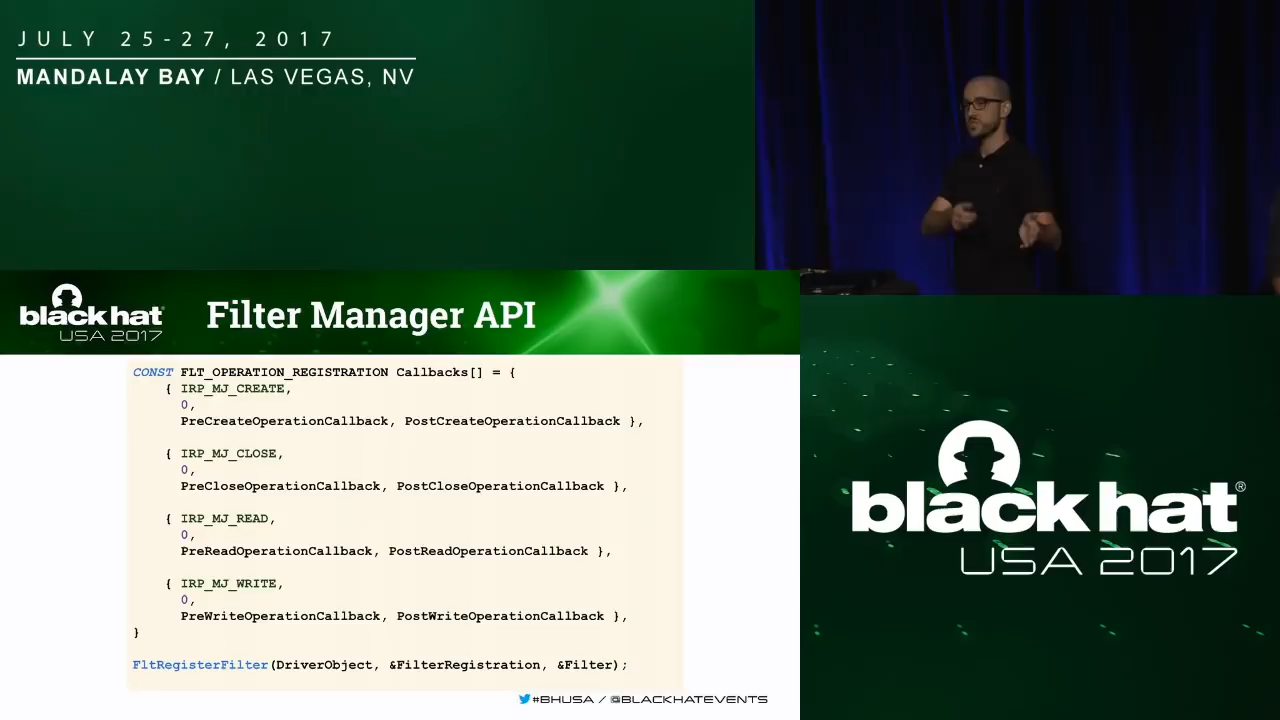 JULY 25-27, 2017
MANDALAY BAY / LAS VEGAS, NV
black hat
USA 2017
Filter Manager API
CONST FLT_OPERATION_REGISTRATION Callbacks[] = {
{ IRP_MJ_CREATE,
0,
PreCreateOperationCallback, PostCreateOperationCallback },
{ IRP_MJ_CLOSE,
0,
PreCloseOperationCallback, PostCloseOperationCallback },
{ IRP_MJ_READ,
0,
PreReadOperationCallback, PostReadOperationCallback },
{ IRP_MJ_WRITE,
0,
PreWriteOperationCallback, PostWriteOperationCallback },
}
FltRegisterFilter(DriverObject, &FilterRegistration, &Filter);
#BHUSA / @BLACKHATEVENTS
black hat®
USA 2017